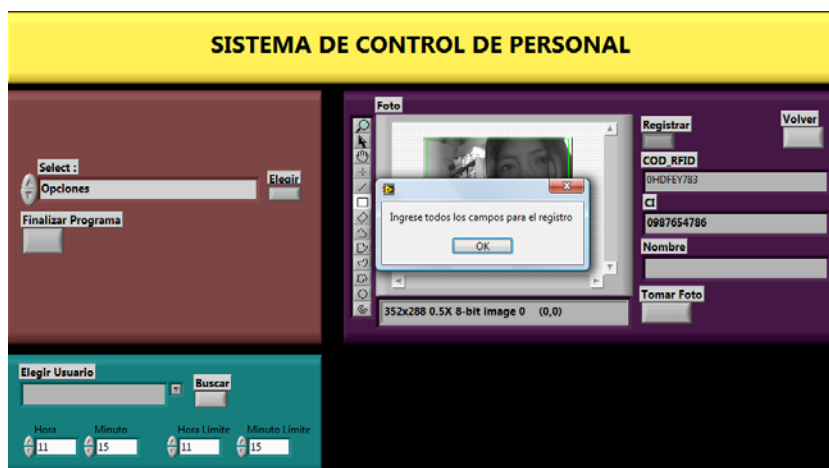 SISTEMA DE CONTROL DE PERSONAL
Select :
Opciones
Elegir
Finalizar Programa
Foto
Ingrese todos los campos para el registro
OK
352x288 0.5X 8-bit image 0 (0,0)
Registrar
Volver
COD_RFID
0HDFEY783
CI
0987654786
Nombre
Tomar Foto
Elegir Usuario
Buscar
Hora
Minuto
Hora Limite
Minuto Limite
11
15
11
15